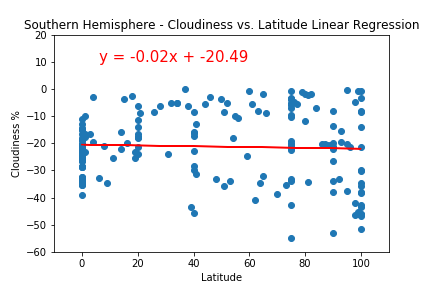 Southern Hemisphere - Cloudiness vs. Latitude Linear Regression
y = -0.02x + -20.49
Cloudiness %
20
10
0
−10
−20
−30
−40
−50
−60
0 20 40 60 80 100
Latitude